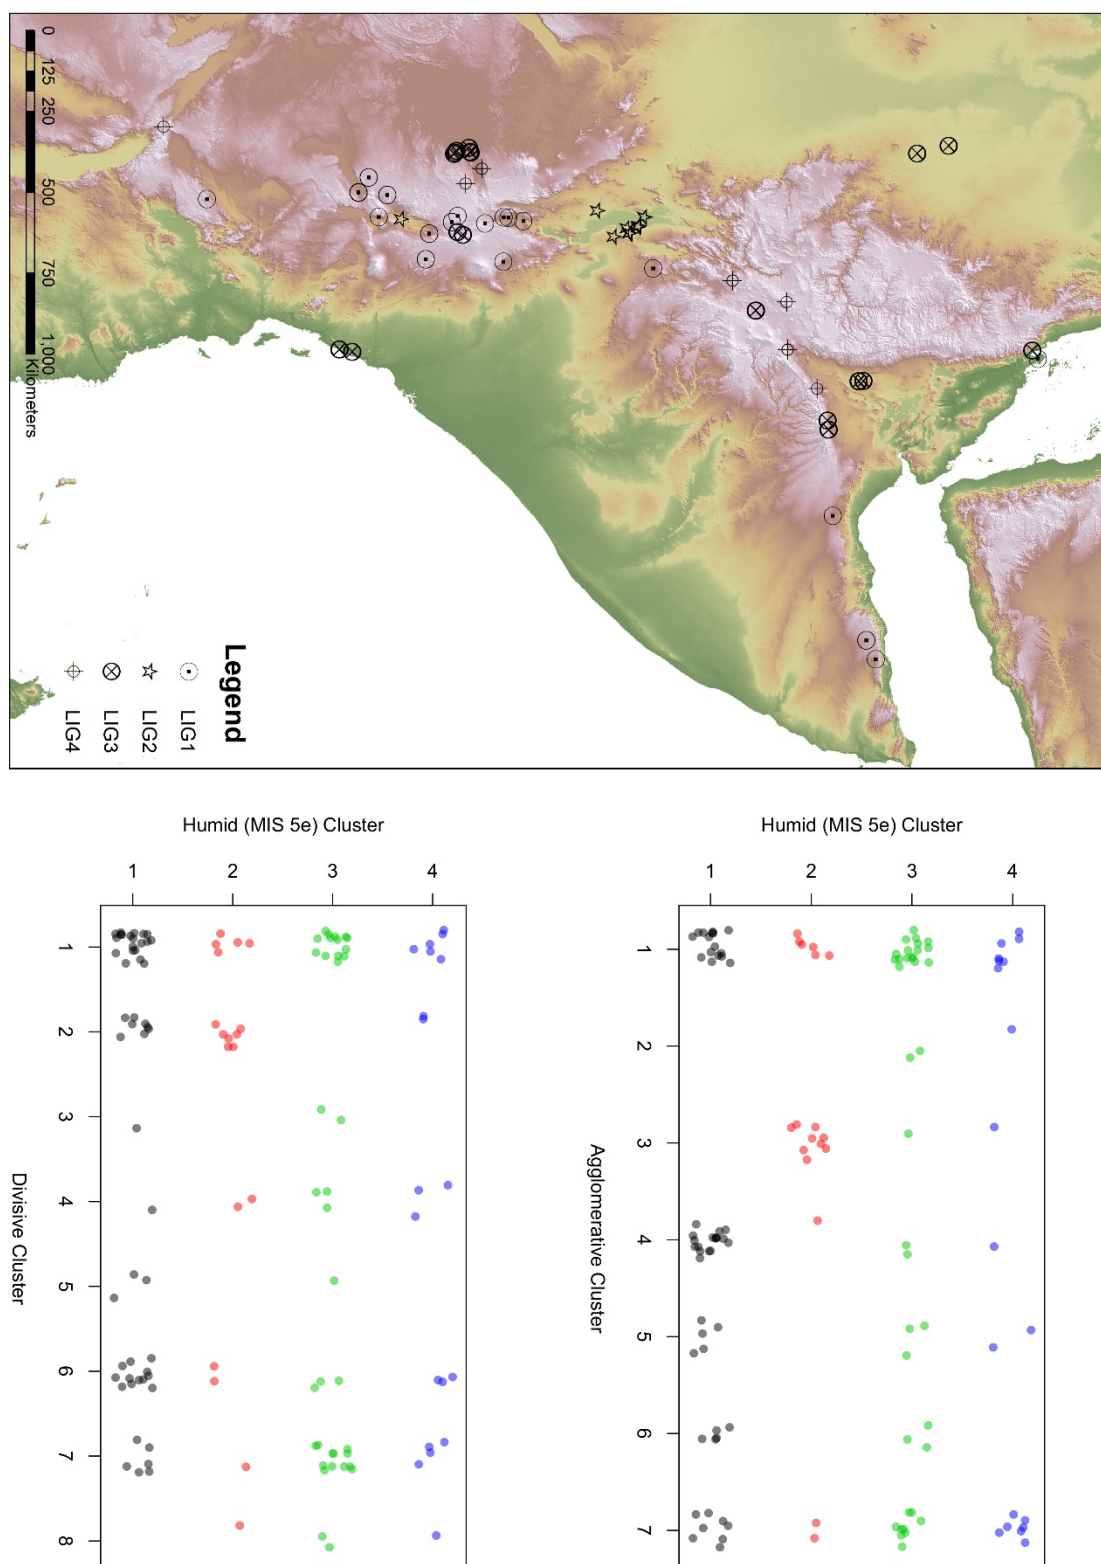 0 125 250 500 750 1,000
Kilometers
Legend
LIG1
LIG2
LIG3
LIG4
Humid (MIS 5e) Cluster
1 2 3 4
1 2 3 4 5 6 7 8
Divisive Cluster
Humid (MIS 5e) Cluster
1 2 3 4
1 2 3 4 5 6 7
Agglomerative Cluster